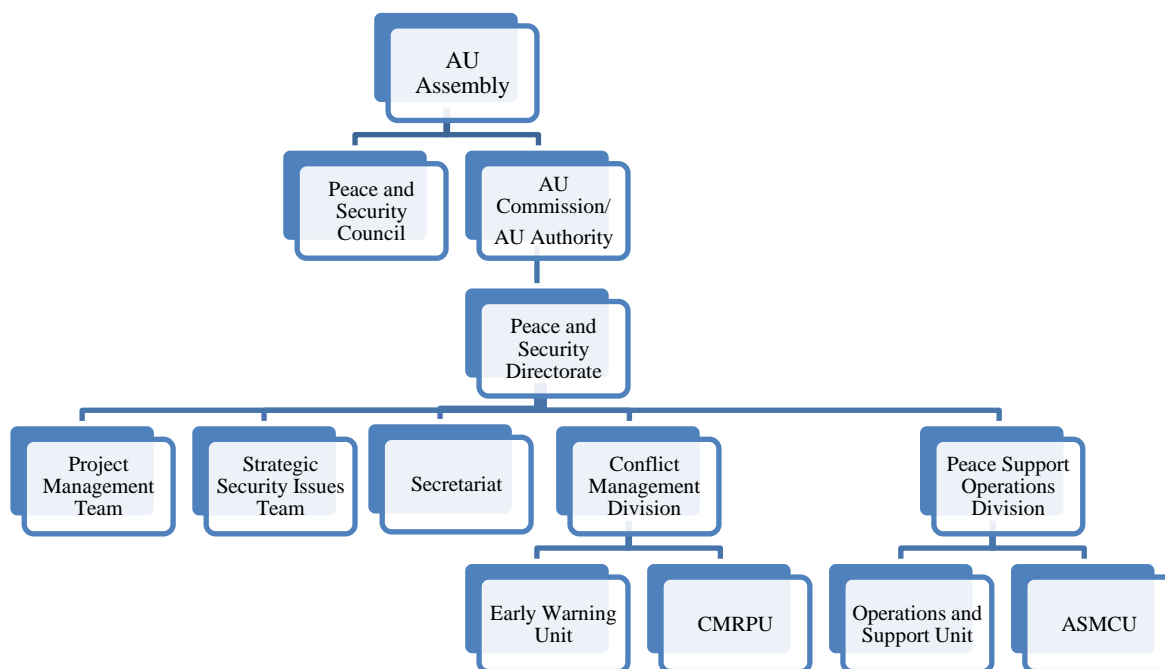 AU
Assembly
Peace and
Security
Council
AU
Commission/
AU Authority
Peace and
Security
Directorate
Project
Management
Team
Strategic
Security Issues
Team
Secretariat
Conflict
Management
Division
Peace Support
Operations
Division
Early Warning
Unit
CMRPU
Operations and
Support Unit
ASMCU